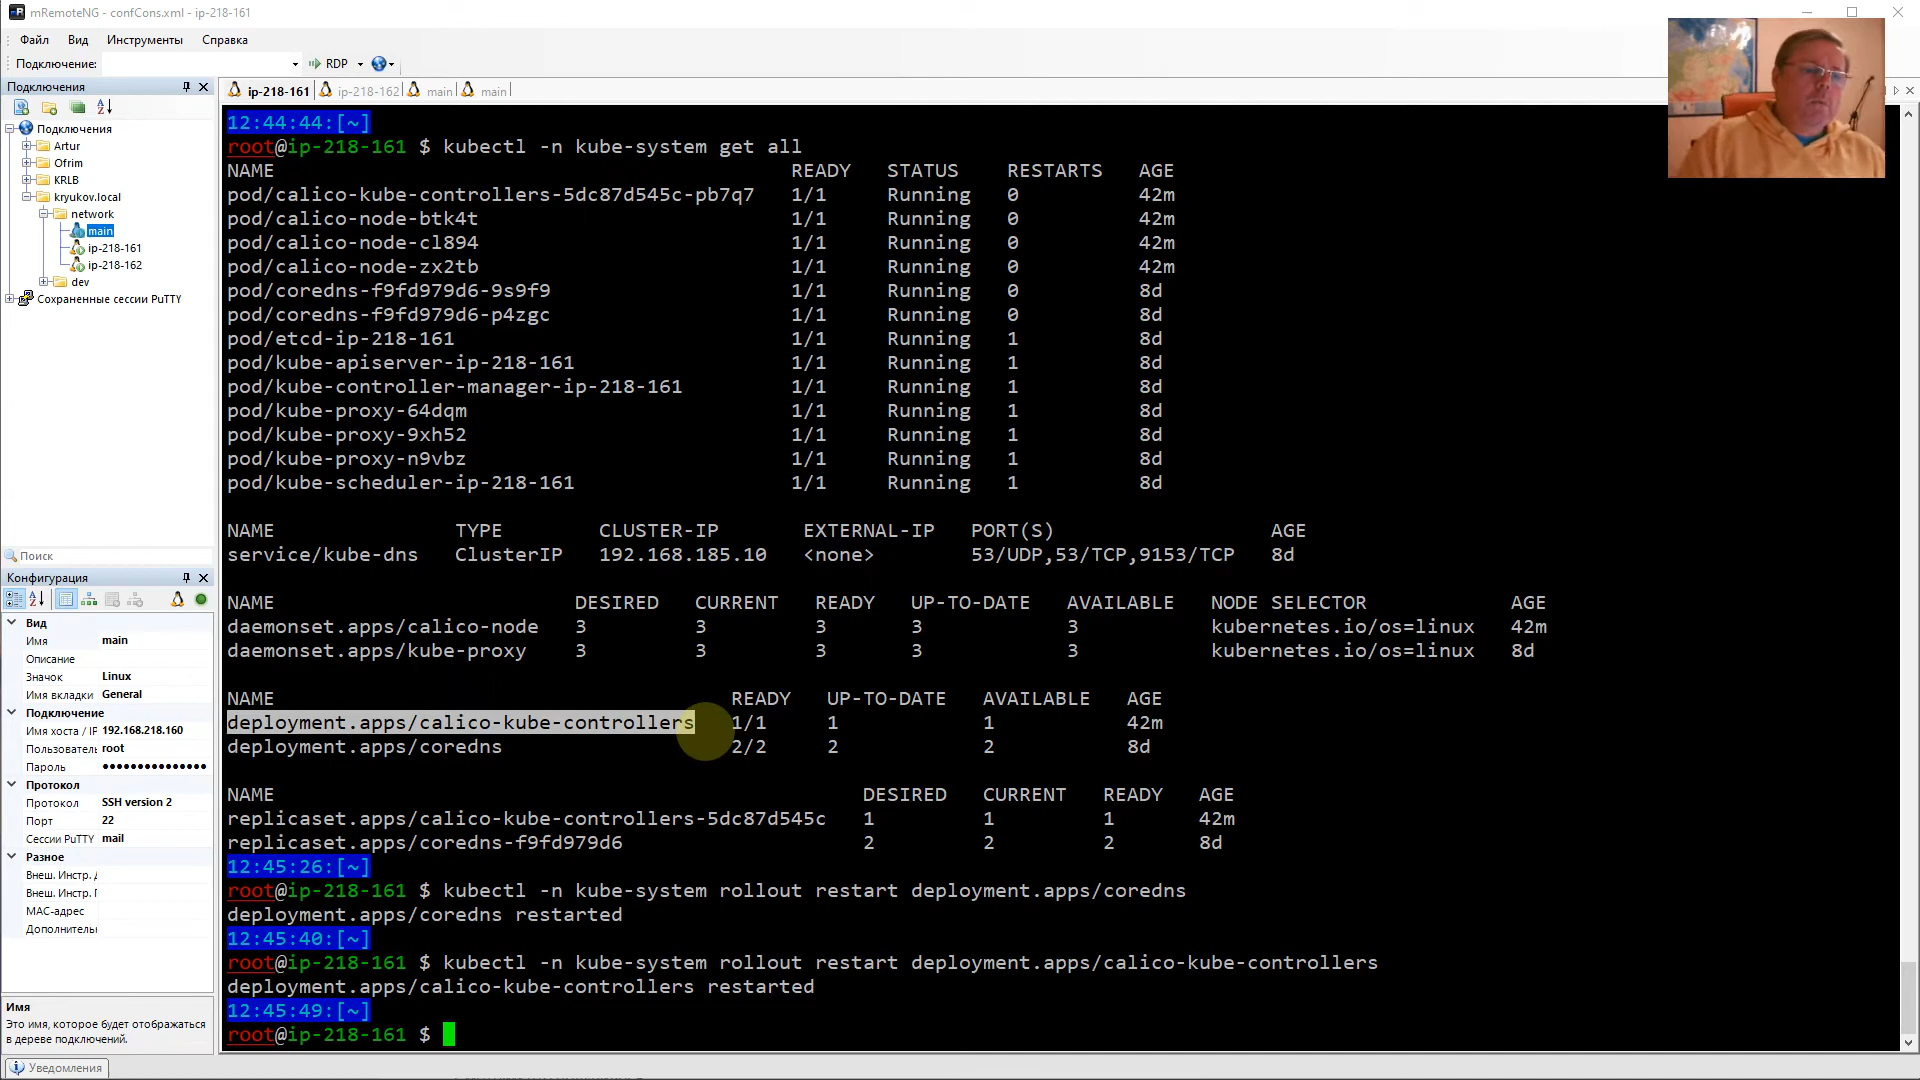 mRemoteNG - confCons.xml - ip-218-161
Файл Вид Инструменты Справка
Подключение: RDP
Подключения
Подключения
Artur
Ofrim
KRLB
kryukov.local
network
main
ip-218-161
ip-218-162
dev
Сохраненные сессии PuTTY
Поиск
Конфигурация
Вид
Имя main
Описание
Значок Linux
Имя вкладки General
Подключение
Имя хоста / IP 192.168.218.160
Пользователь root
Пароль ●●●●●●●●●●●●●●●
Протокол
Протокол SSH version 2
Порт 22
Сессии PuTTY mail
Разное
Внеш. Инстр. Д
Внеш. Инстр. Г
MAC-адрес
Дополнитель
Имя
Это имя, которое будет отображаться
в дереве подключений.
Уведомления
ip-218-161 ip-218-162 main main
12:44:44:[~]
root@ip-218-161 $ kubectl -n kube-system get all
NAME READY STATUS RESTARTS AGE
pod/calico-kube-controllers-5dc87d545c-pb7q7 1/1 Running 0 42m
pod/calico-node-btk4t 1/1 Running 0 42m
pod/calico-node-cl894 1/1 Running 0 42m
pod/calico-node-zx2tb 1/1 Running 0 42m
pod/coredns-f9fd979d6-9s9f9 1/1 Running 0 8d
pod/coredns-f9fd979d6-p4zgc 1/1 Running 0 8d
pod/etcd-ip-218-161 1/1 Running 1 8d
pod/kube-apiserver-ip-218-161 1/1 Running 1 8d
pod/kube-controller-manager-ip-218-161 1/1 Running 1 8d
pod/kube-proxy-64dqm 1/1 Running 1 8d
pod/kube-proxy-9xh52 1/1 Running 1 8d
pod/kube-proxy-n9vbz 1/1 Running 1 8d
pod/kube-scheduler-ip-218-161 1/1 Running 1 8d
NAME TYPE CLUSTER-IP EXTERNAL-IP PORT(S) AGE
service/kube-dns ClusterIP 192.168.185.10 <none> 53/UDP,53/TCP,9153/TCP 8d
NAME DESIRED CURRENT READY UP-TO-DATE AVAILABLE NODE SELECTOR AGE
daemonset.apps/calico-node 3 3 3 3 3 kubernetes.io/os=linux 42m
daemonset.apps/kube-proxy 3 3 3 3 3 kubernetes.io/os=linux 8d
NAME READY UP-TO-DATE AVAILABLE AGE
deployment.apps/calico-kube-controllers 1/1 1 1 42m
deployment.apps/coredns 2/2 2 2 8d
NAME DESIRED CURRENT READY AGE
replicaset.apps/calico-kube-controllers-5dc87d545c 1 1 1 42m
replicaset.apps/coredns-f9fd979d6 2 2 2 8d
12:45:26:[~]
root@ip-218-161 $ kubectl -n kube-system rollout restart deployment.apps/coredns
deployment.apps/coredns restarted
12:45:40:[~]
root@ip-218-161 $ kubectl -n kube-system rollout restart deployment.apps/calico-kube-controllers
deployment.apps/calico-kube-controllers restarted
12:45:49:[~]
root@ip-218-161 $